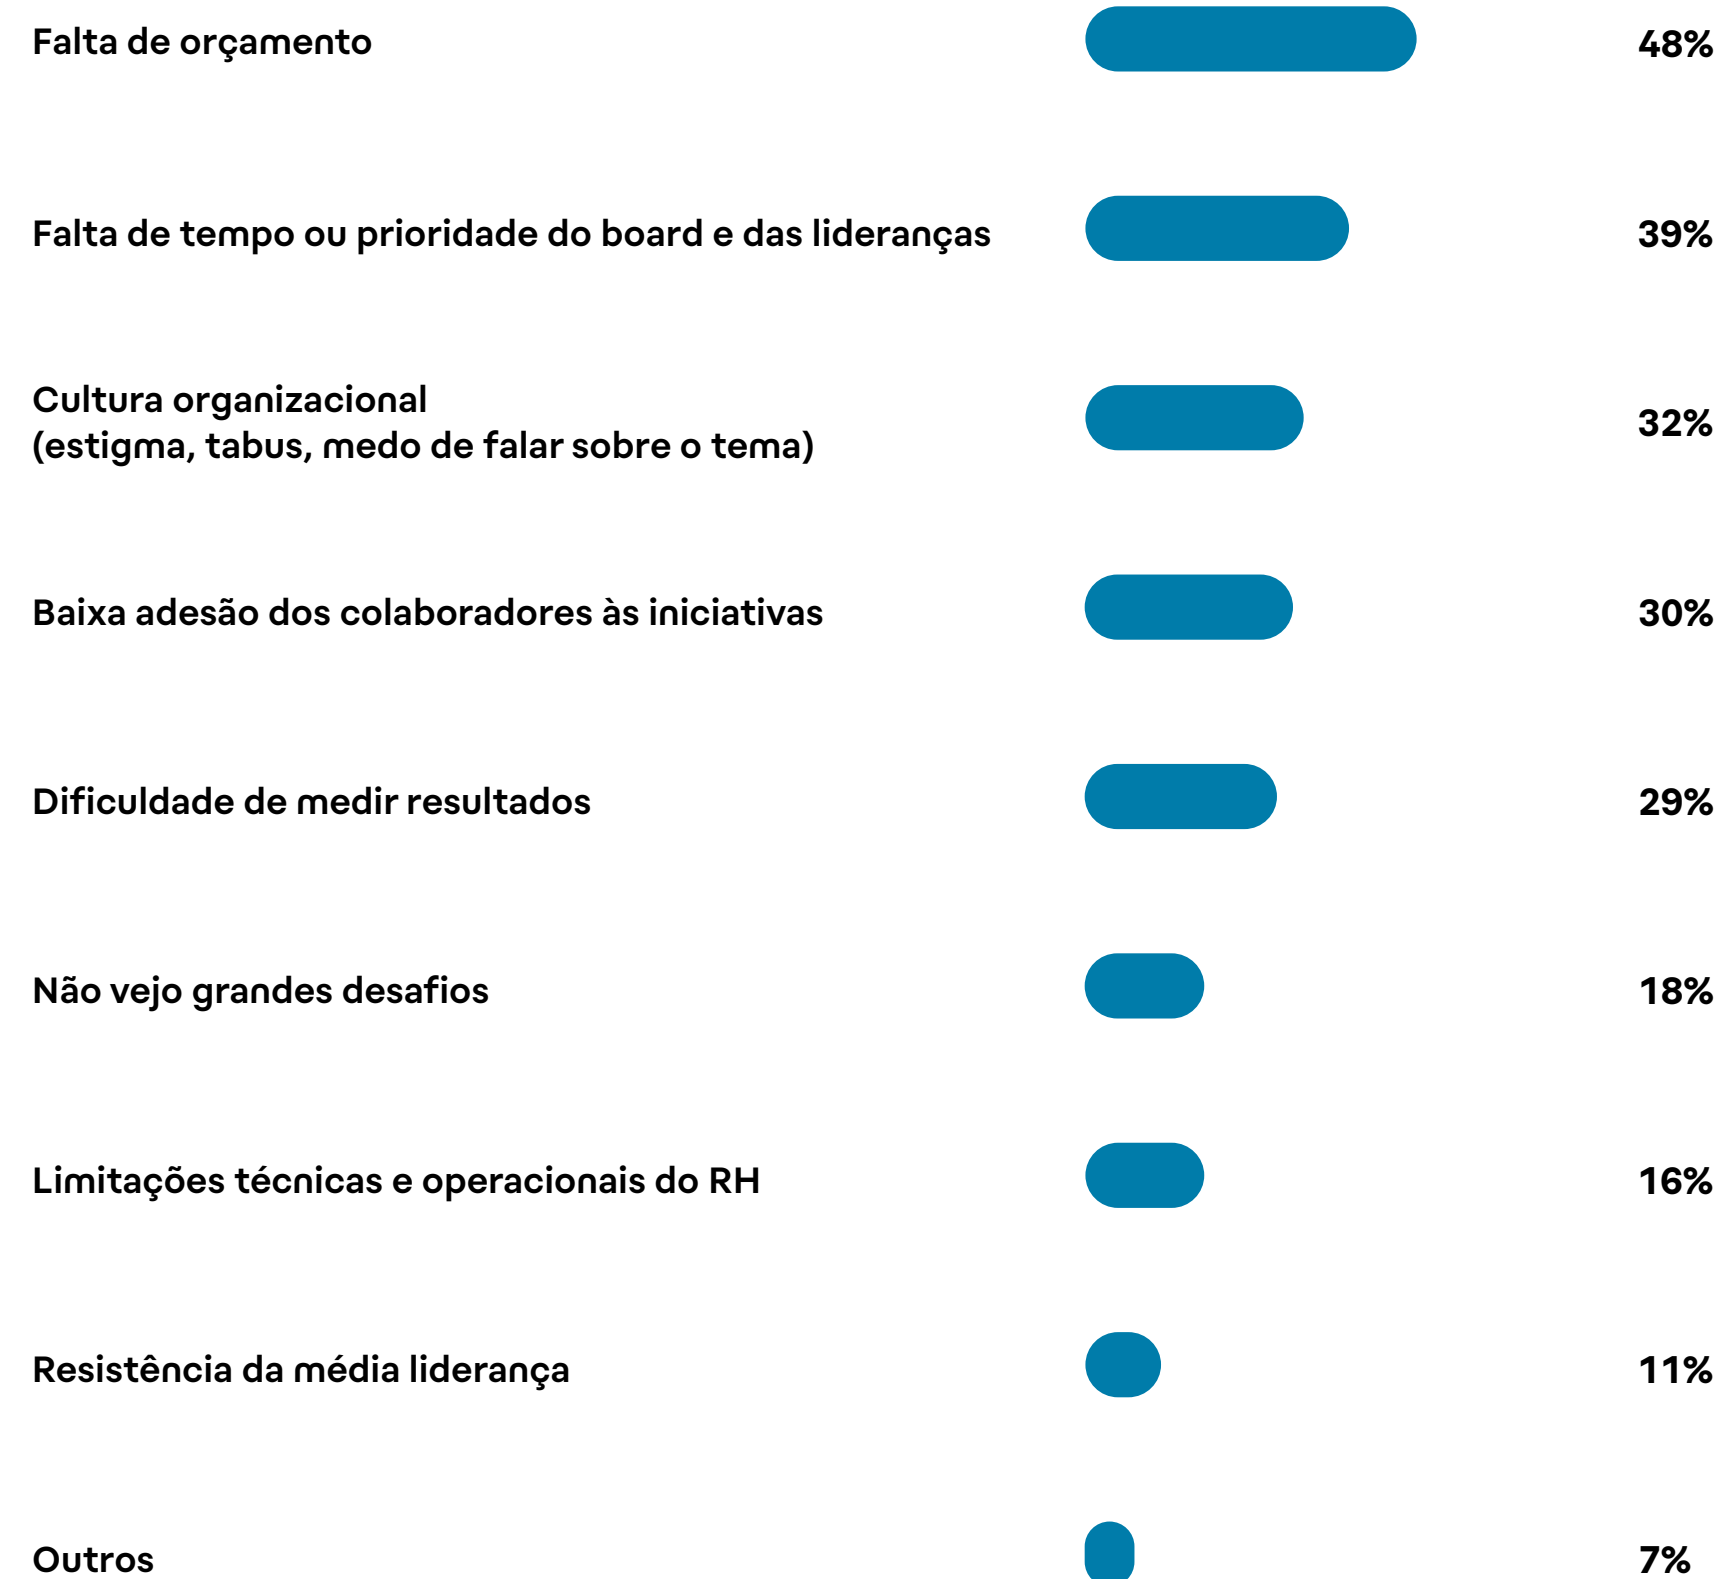 Falta de orçamento 48%
Falta de tempo ou prioridade do board e das lideranças 39%
Cultura organizacional
(estigma, tabus, medo de falar sobre o tema) 32%
Baixa adesão dos colaboradores às iniciativas 30%
Dificuldade de medir resultados 29%
Não vejo grandes desafios 18%
Limitações técnicas e operacionais do RH 16%
Resistência da média liderança 11%
Outros 7%